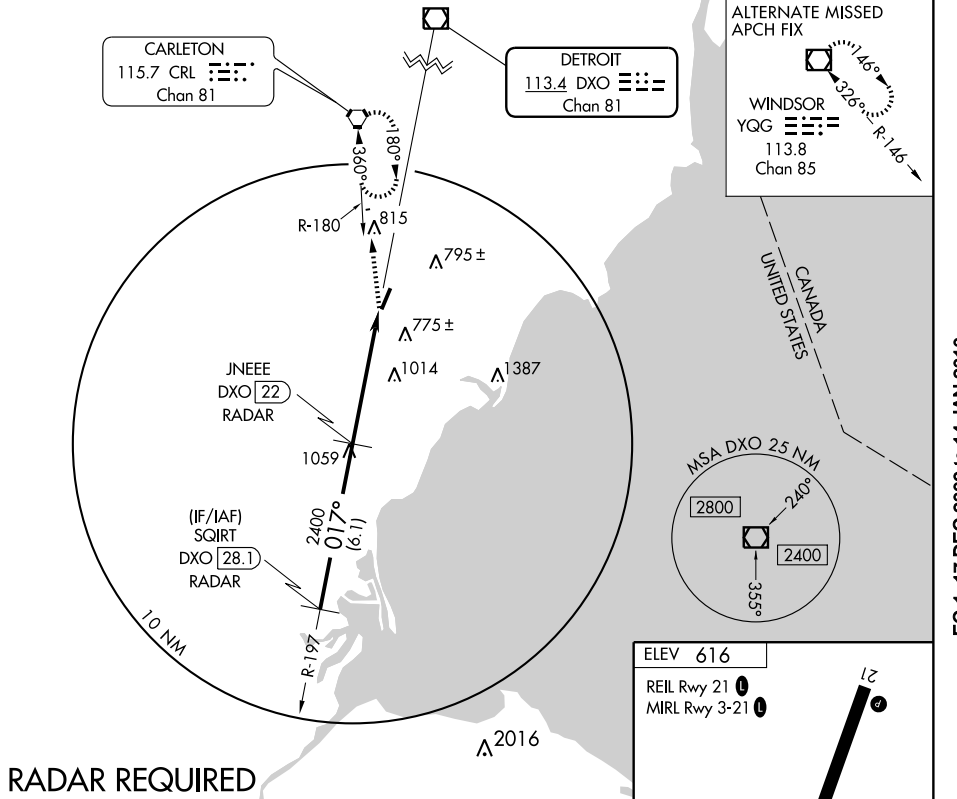 CARLETON
115.7 CRL
Chan 81
DETROIT
113.4 DXO
Chan 81
ALTERNATE MISSED
APCH FIX
146°
326°
R-146
WINDSOR
YQG
113.8
Chan 85
360°
180°
R-180
815
795 ±
775 ±
1014
1387
JNEEE
DXO 22
RADAR
1059
CANADA
UNITED STATES
MSA DXO 25 NM
2800
240°
2400
355°
2400
017°
(6.1)
(IF/IAF)
SQIRT
DXO 28.1
RADAR
10 NM
R-197
2016
ELEV 616
REIL Rwy 21 L
MIRL Rwy 3-21 L
21
P
RADAR REQUIRED